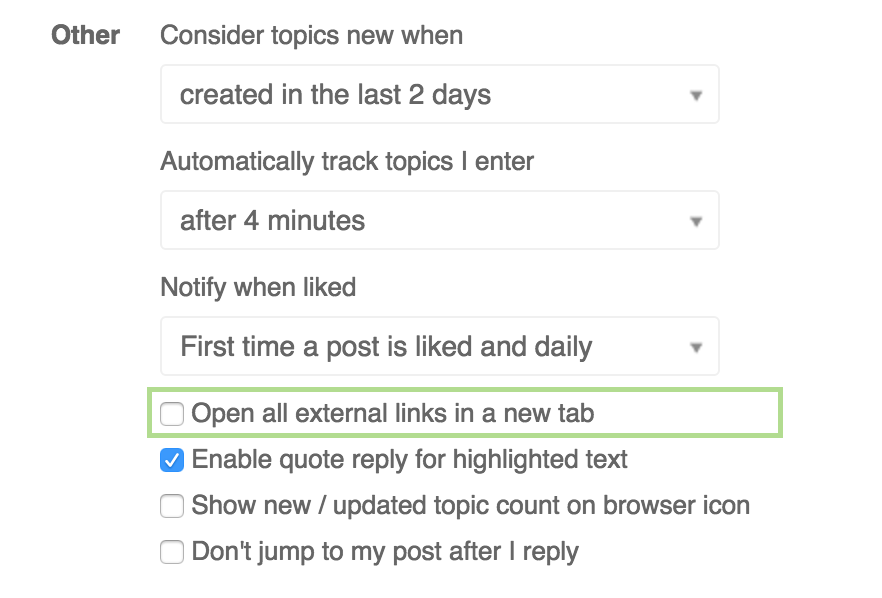 Other Consider topics new when
created in the last 2 days
Automatically track topics I enter
after 4 minutes
Notify when liked
First time a post is liked and daily
Open all external links in a new tab
Enable quote reply for highlighted text
Show new / updated topic count on browser icon
Don't jump to my post after I reply